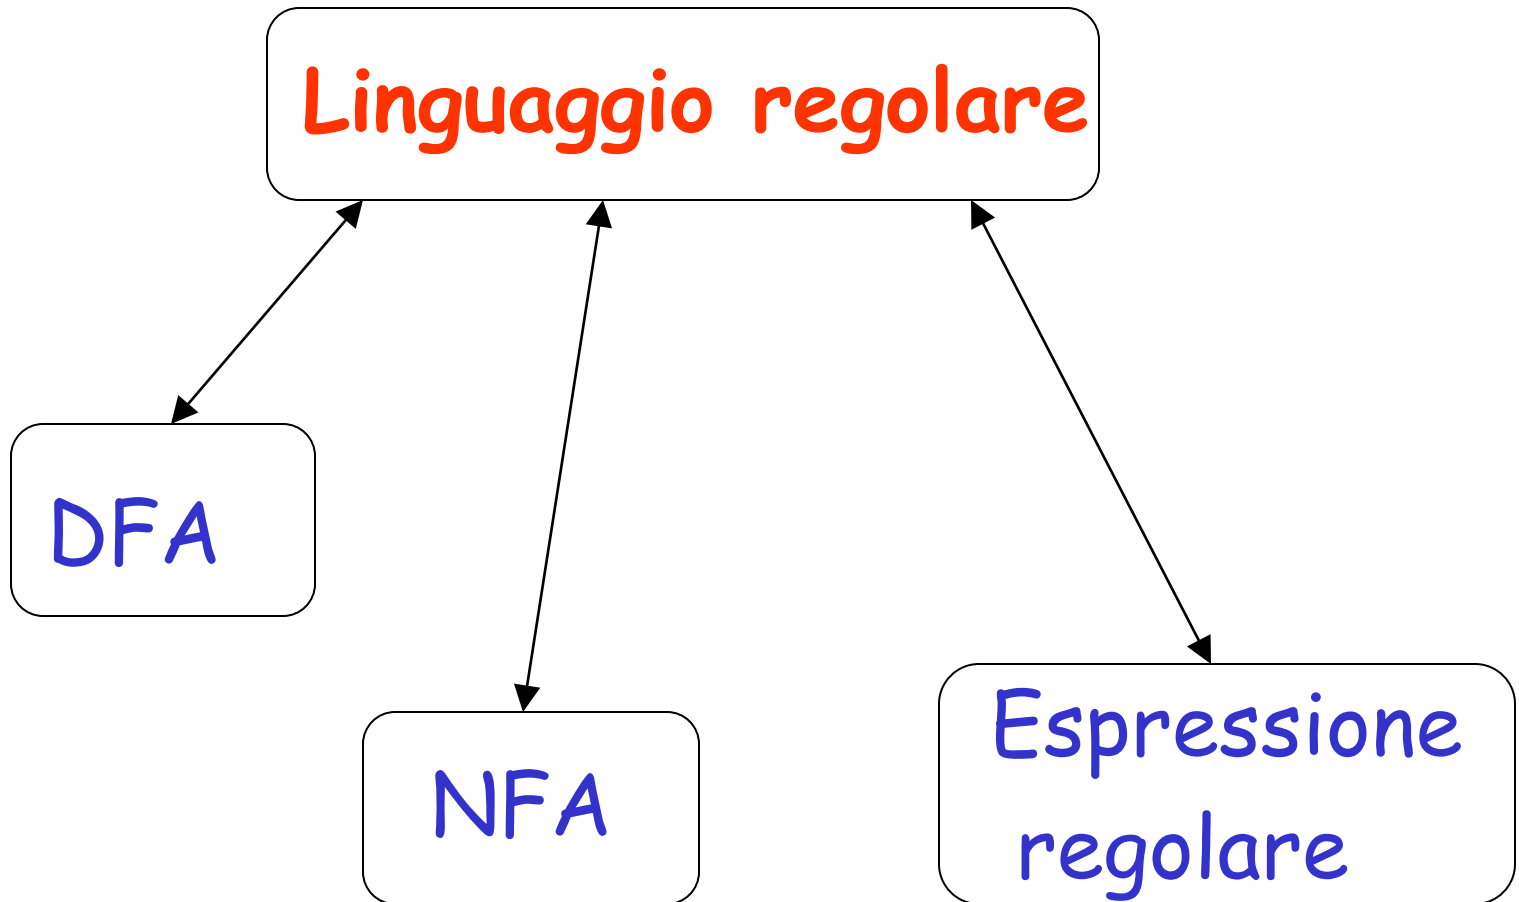 Linguaggio regolare
DFA
NFA
Espressione
regolare